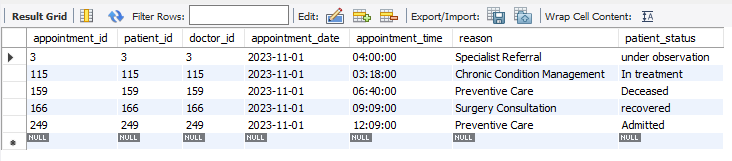 Result Grid Filter Rows: Edit: Export/Import: Wrap Cell Content:
appointment_id patient_id doctor_id appointment_date appointment_time reason patient_status
3 3 3 2023-11-01 04:00:00 Specialist Referral under observation
115 115 115 2023-11-01 03:18:00 Chronic Condition Management In treatment
159 159 159 2023-11-01 06:40:00 Preventive Care Deceased
166 166 166 2023-11-01 09:09:00 Surgery Consultation recovered
249 249 249 2023-11-01 12:09:00 Preventive Care Admitted
NULL NULL NULL NULL NULL NULL NULL